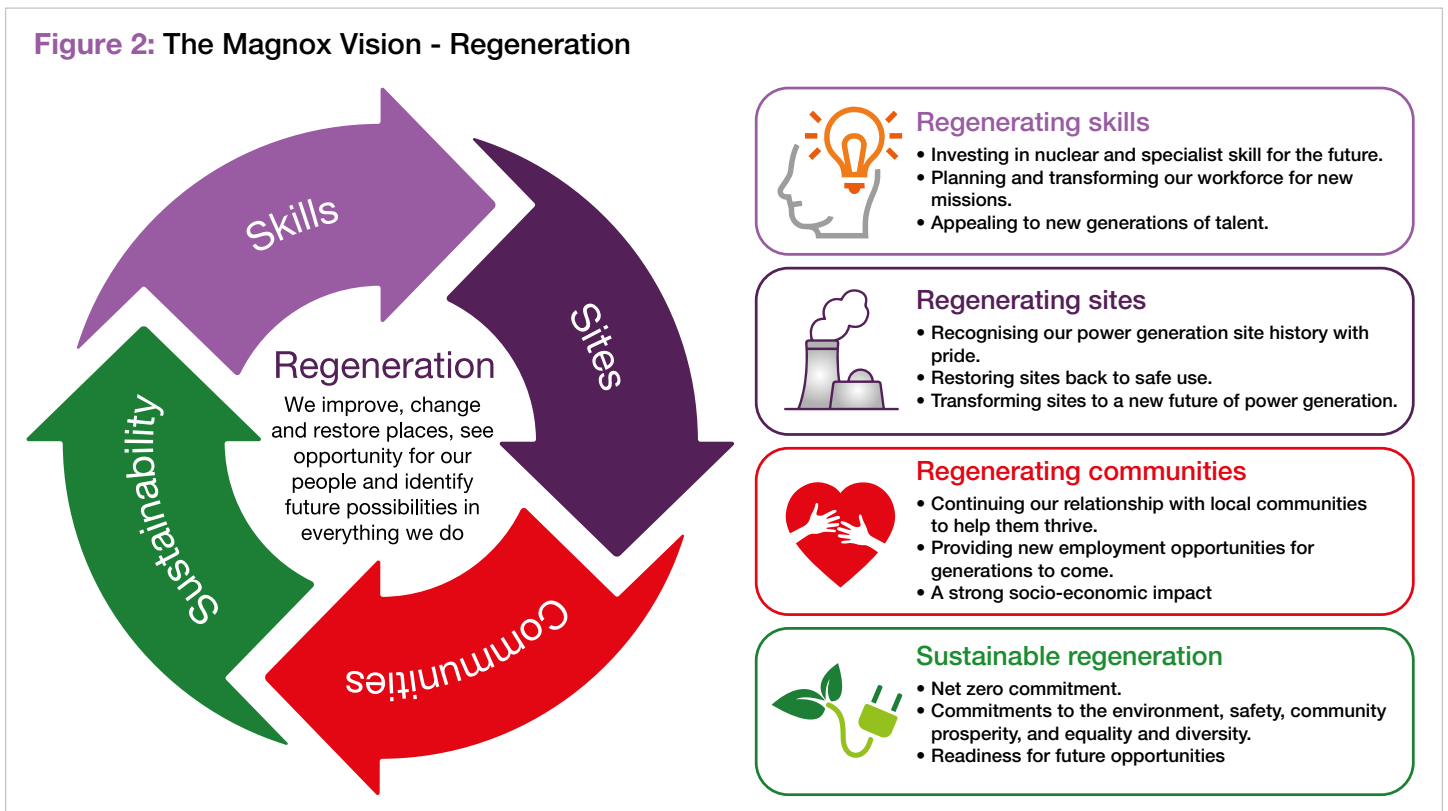 Figure 2: The Magnox Vision - Regeneration
Skills
Sites
Communities
Sustainability
Regeneration
We improve, change
and restore places, see
opportunity for our
people and identify
future possibilities in
everything we do
Regenerating skills
• Investing in nuclear and specialist skill for the future.
• Planning and transforming our workforce for new
missions.
• Appealing to new generations of talent.
Regenerating sites
• Recognising our power generation site history with
pride.
• Restoring sites back to safe use.
• Transforming sites to a new future of power generation.
Regenerating communities
• Continuing our relationship with local communities
to help them thrive.
• Providing new employment opportunities for
generations to come.
• A strong socio-economic impact
Sustainable regeneration
• Net zero commitment.
• Commitments to the environment, safety, community
prosperity, and equality and diversity.
• Readiness for future opportunities